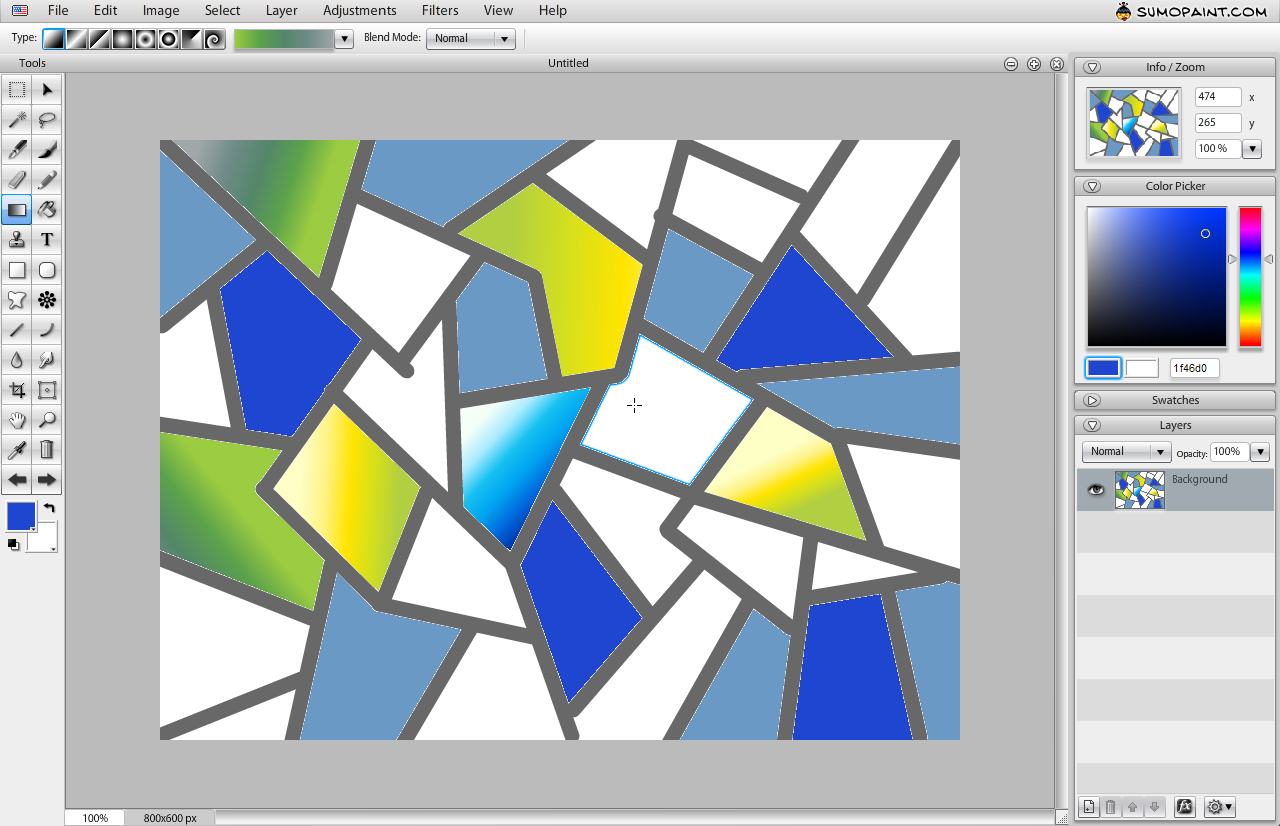 File Edit Image Select Layer Adjustments Filters View Help
SUMOPAINT.COM
Type: Blend Mode: Normal
Tools
Untitled
Info / Zoom
474 x
265 y
100 %
Color Picker
1f46d0
Swatches
Layers
Normal Opacity: 100%
Background
T
100% 800x600 px